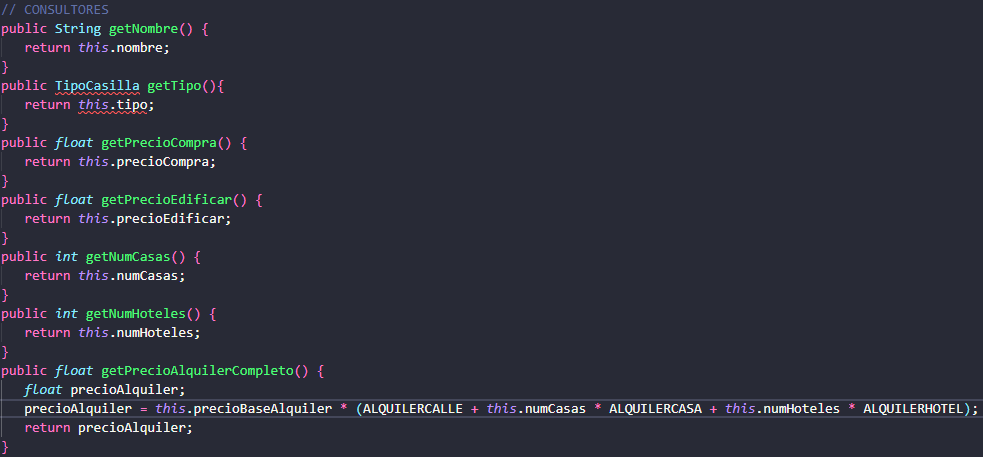 // CONSULTORES
public String getNombre() {
return this.nombre;
}
public TipoCasilla getTipo(){
return this.tipo;
}
public float getPrecioCompra() {
return this.precioCompra;
}
public float getPrecioEdificar() {
return this.precioEdificar;
}
public int getNumCasas() {
return this.numCasas;
}
public int getNumHoteles() {
return this.numHoteles;
}
public float getPrecioAlquilerCompleto() {
float precioAlquiler;
precioAlquiler = this.precioBaseAlquiler * (ALQUILERCALLE + this.numCasas * ALQUILERCASA + this.numHoteles * ALQUILERHOTEL);
return precioAlquiler;
}